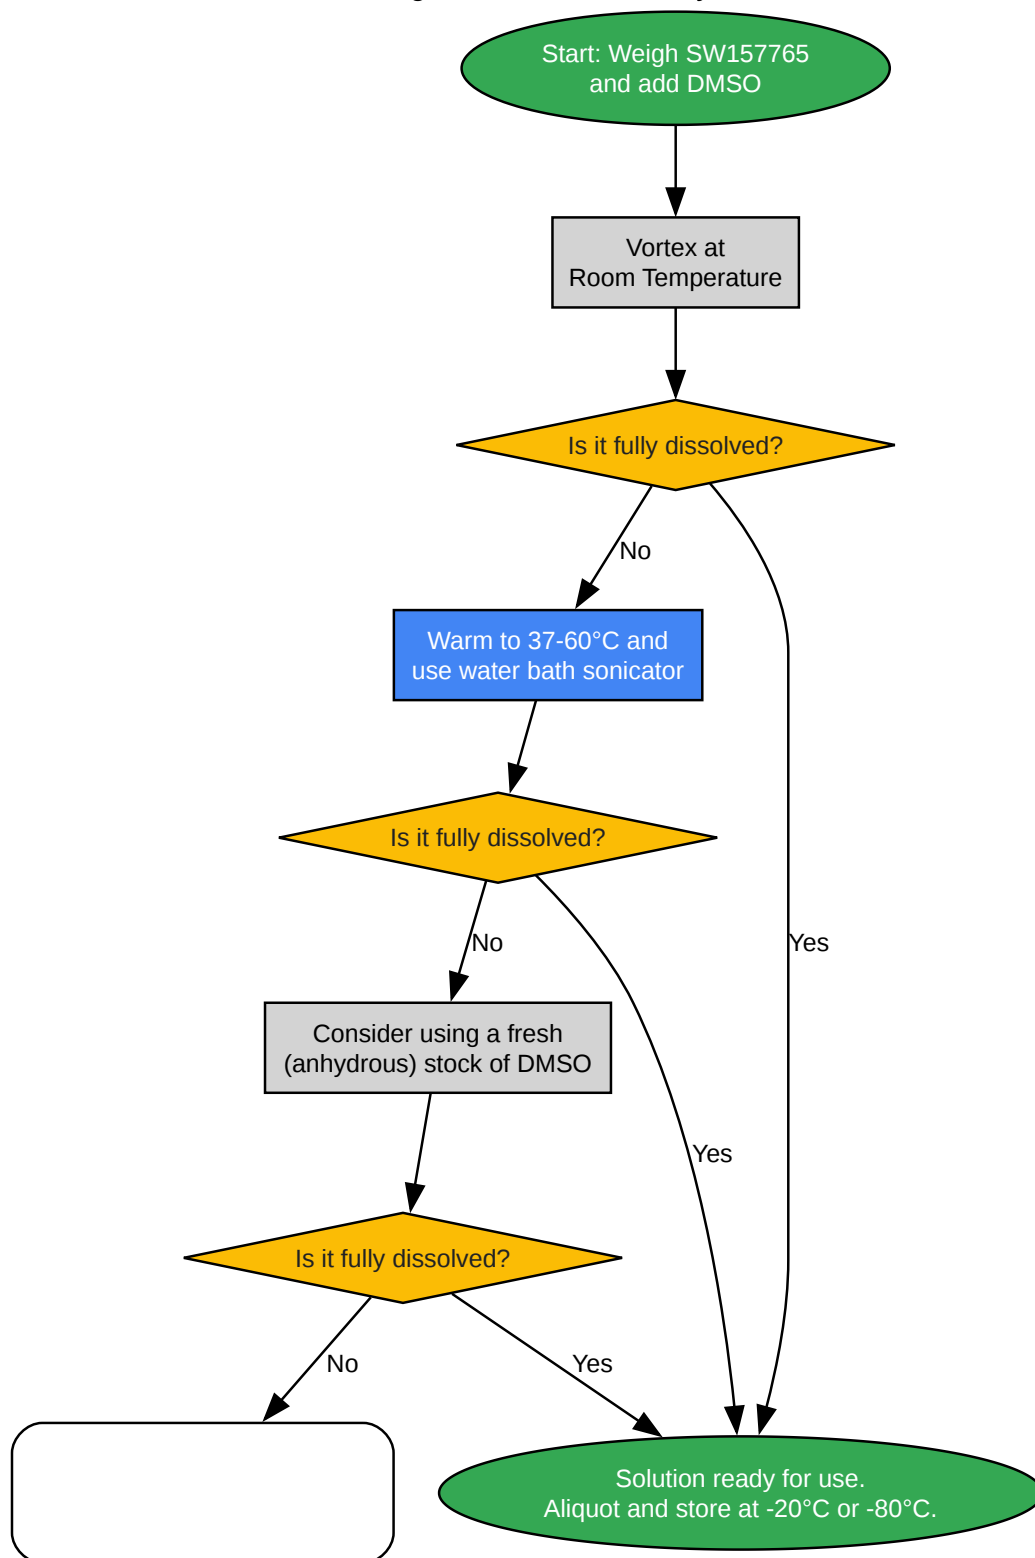 Start: Weigh SW157765
and add DMSO
Vortex at
Room Temperature
Is it fully dissolved?
No
Warm to 37-60°C and
use water bath sonicator
Is it fully dissolved?
No
Yes
Consider using a fresh
(anhydrous) stock of DMSO
Yes
Is it fully dissolved?
No
Yes
Solution ready for use.
Aliquot and store at -20°C or -80°C.